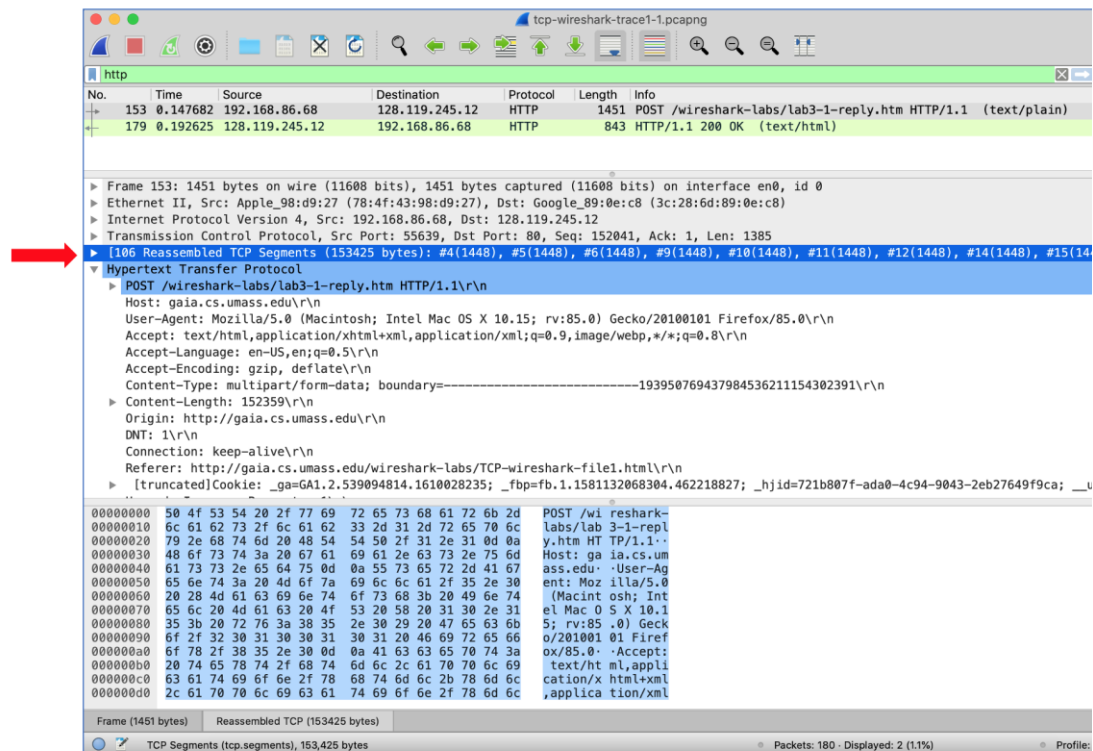 tcp-wireshark-trace1-1.pcapng
http
No. Time Source Destination Protocol Length Info
153 0.147682 192.168.86.68 128.119.245.12 HTTP 1451 POST /wireshark-labs/lab3-1-reply.htm HTTP/1.1 (text/plain)
179 0.192625 128.119.245.12 192.168.86.68 HTTP 843 HTTP/1.1 200 OK (text/html)
Frame 153: 1451 bytes on wire (11608 bits), 1451 bytes captured (11608 bits) on interface en0, id 0
Ethernet II, Src: Apple_98:d9:27 (78:4f:43:98:d9:27), Dst: Google_89:0e:c8 (3c:28:6d:89:0e:c8)
Internet Protocol Version 4, Src: 192.168.86.68, Dst: 128.119.245.12
Transmission Control Protocol, Src Port: 55639, Dst Port: 80, Seq: 152041, Ack: 1, Len: 1385
[106 Reassembled TCP Segments (153425 bytes): #4(1448), #5(1448), #6(1448), #9(1448), #10(1448), #11(1448), #12(1448), #14(1448), #15(144
Hypertext Transfer Protocol
POST /wireshark-labs/lab3-1-reply.htm HTTP/1.1\r\n
Host: gaia.cs.umass.edu\r\n
User-Agent: Mozilla/5.0 (Macintosh; Intel Mac OS X 10.15; rv:85.0) Gecko/20100101 Firefox/85.0\r\n
Accept: text/html,application/xhtml+xml,application/xml;q=0.9,image/webp,*/*;q=0.8\r\n
Accept-Language: en-US,en;q=0.5\r\n
Accept-Encoding: gzip, deflate\r\n
Content-Type: multipart/form-data; boundary=---------------------------193950769437984536211154302391\r\n
Content-Length: 152359\r\n
Origin: http://gaia.cs.umass.edu\r\n
DNT: 1\r\n
Connection: keep-alive\r\n
Referer: http://gaia.cs.umass.edu/wireshark-labs/TCP-wireshark-file1.html\r\n
[truncated]Cookie: _ga=GA1.2.539094814.1610028235; _fbp=fb.1.1581132068304.462218827; _hjid=721b807f-ada0-4c94-9043-2eb27649f9ca; __u
00000000 50 4f 53 54 20 2f 77 69 72 65 73 68 61 72 6b 2d POST /wi reshark-
00000010 6c 61 62 73 2f 6c 61 62 33 2d 31 2d 72 65 70 6c labs/lab 3-1-repl
00000020 79 2e 68 74 6d 20 48 54 54 50 2f 31 2e 31 0d 0a y.htm HT TP/1.1··
00000030 48 6f 73 74 3a 20 67 61 69 61 2e 63 73 2e 75 6d Host: ga ia.cs.um
00000040 61 73 73 2e 65 64 75 0d 0a 55 73 65 72 2d 41 67 ass.edu· ·User-Ag
00000050 65 6e 74 3a 20 4d 6f 7a 69 6c 6c 61 2f 35 2e 30 ent: Moz illa/5.0
00000060 20 28 4d 61 63 69 6e 74 6f 73 68 3b 20 49 6e 74 (Macint osh; Int
00000070 65 6c 20 4d 61 63 20 4f 53 20 58 20 31 30 2e 31 el Mac O S X 10.1
00000080 35 3b 20 72 76 3a 38 35 2e 30 29 20 47 65 63 6b 5; rv:85 .0) Geck
00000090 6f 2f 32 30 31 30 30 31 30 31 20 46 69 72 65 66 o/201001 01 Firef
000000a0 6f 78 2f 38 35 2e 30 0d 0a 41 63 63 65 70 74 3a ox/85.0· ·Accept:
000000b0 20 74 65 78 74 2f 68 74 6d 6c 2c 61 70 70 6c 69 text/ht ml,appli
000000c0 63 61 74 69 6f 6e 2f 78 68 74 6d 6c 2b 78 6d 6c cation/x html+xml
000000d0 2c 61 70 70 6c 69 63 61 74 69 6f 6e 2f 78 6d 6c ,applica tion/xml
Frame (1451 bytes) Reassembled TCP (153425 bytes)
TCP Segments (tcp.segments), 153,425 bytes Packets: 180 · Displayed: 2 (1.1%) Profile: